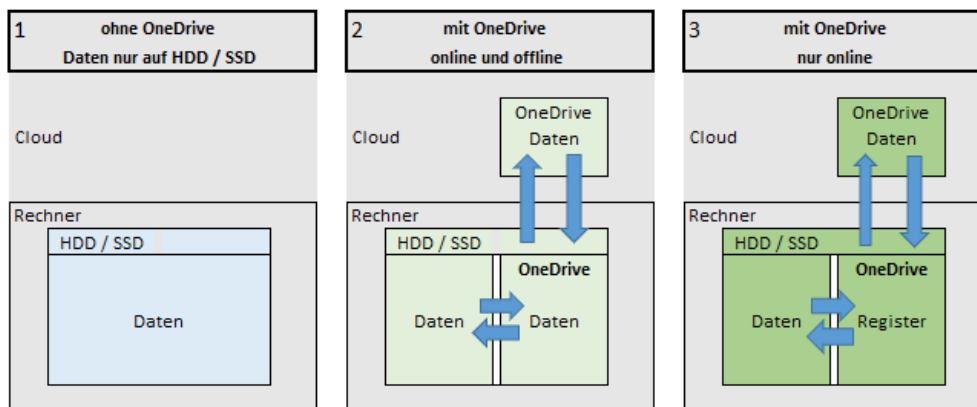 1
ohne OneDrive
Daten nur auf HDD / SSD
Cloud
Rechner
HDD / SSD
Daten
2
mit OneDrive
online und offline
Cloud
OneDrive
Daten
Rechner
HDD / SSD
OneDrive
Daten
Daten
3
mit OneDrive
nur online
Cloud
OneDrive
Daten
Rechner
HDD / SSD
OneDrive
Daten
Register